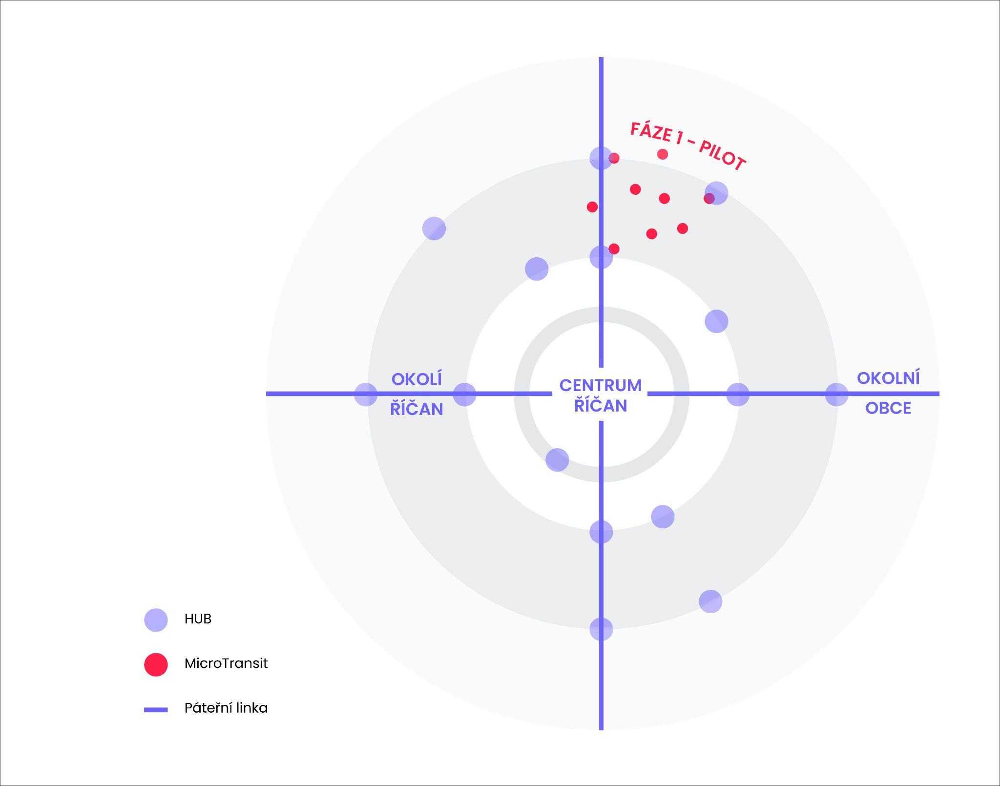 FÁZE 1 - PILOT
OKOLÍ
ŘÍČAN
CENTRUM
ŘÍČAN
OKOLNÍ
OBCE
HUB
MicroTransit
Páteřní linka